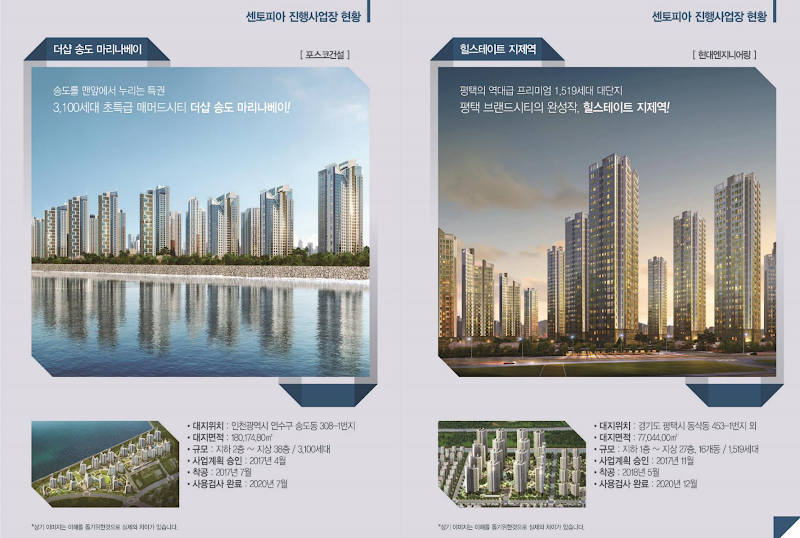 센토피아 진행사업장 현황
더샵 송도 마리나베이
[ 포스코건설 ]
송도를 맨앞에서 누리는 특권
3,100세대 초특급 매머드시티 더샵 송도 마리나베이!
• 대지위치 : 인천광역시 연수구 송도동 308-1번지
• 대지면적 : 180,174.80㎡
• 규모 : 지하 2층 ~ 지상 38층 / 3,100세대
• 사업계획 승인 : 2017년 4월
• 착공 : 2017년 7월
• 사용검사 완료 : 2020년 7월
*상기 이미지는 이해를 돕기위한것으로 실제와 차이가 있습니다.
센토피아 진행사업장 현황
힐스테이트 지제역
[ 현대엔지니어링 ]
평택의 역대급 프리미엄 1,519세대 대단지
평택 브랜드시티의 완성작, 힐스테이트 지제역!
• 대지위치 : 경기도 평택시 동삭동 453-1번지 외
• 대지면적 : 77,044.00㎡
• 규모 : 지하 1층 ~ 지상 27층, 16개동 / 1,519세대
• 사업계획 승인 : 2017년 11월
• 착공 : 2018년 5월
• 사용검사 완료 : 2020년 12월
*상기 이미지는 이해를 돕기위한것으로 실제와 차이가 있습니다.